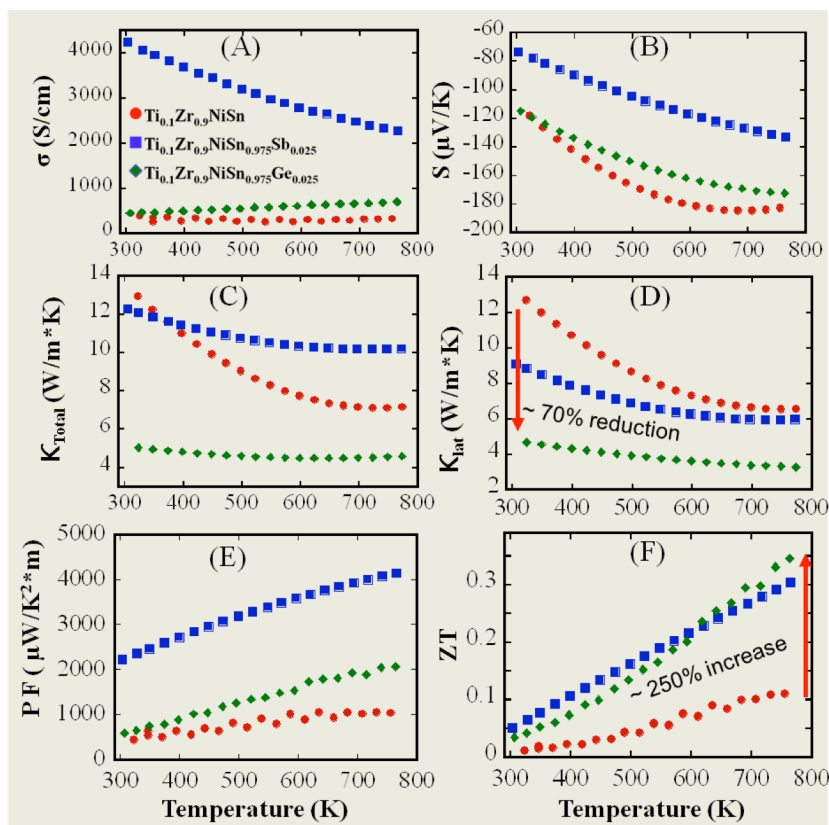 (A)
σ (S/cm)
4000
3000
2000
1000
0
Ti0.1Zr0.9NiSn
Ti0.1Zr0.9NiSn0.975Sb0.025
Ti0.1Zr0.9NiSn0.975Ge0.025
300 400 500 600 700 800
(B)
S (μV/K)
-60
-80
-100
-120
-140
-160
-180
-200
300 400 500 600 700 800
(C)
κTotal (W/m*K)
14
12
10
8
6
4
300 400 500 600 700 800
(D)
κlat (W/m*K)
14
12
10
8
6
4
2
~ 70% reduction
300 400 500 600 700 800
(E)
PF ( μW/K²*m)
5000
4000
3000
2000
1000
0
300 400 500 600 700 800
Temperature (K)
(F)
ZT
0.3
0.2
0.1
0
~ 250% increase
300 400 500 600 700 800
Temperature (K)